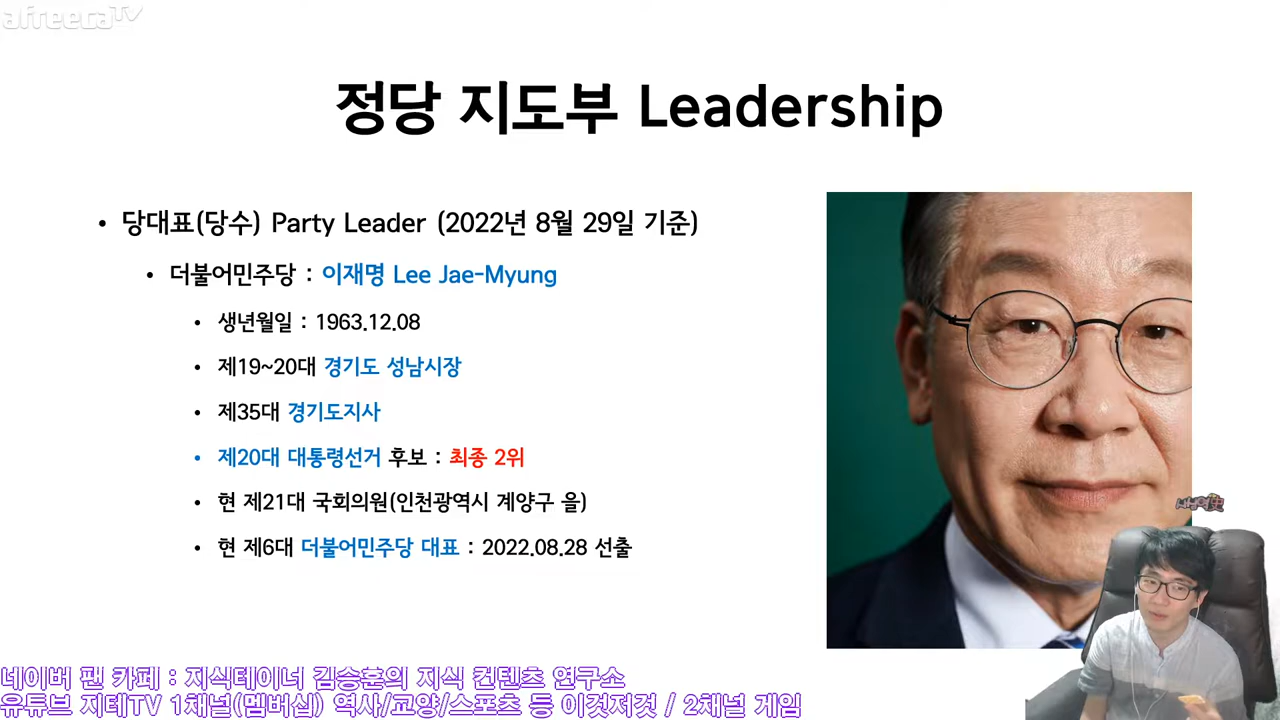 afreecaTV
정당 지도부 Leadership
• 당대표(당수) Party Leader (2022년 8월 29일 기준)
• 더불어민주당 : 이재명 Lee Jae-Myung
• 생년월일 : 1963.12.08
• 제19~20대 경기도 성남시장
• 제35대 경기도지사
• 제20대 대통령선거 후보 : 최종 2위
• 현 제21대 국회의원(인천광역시 계양구 을)
• 현 제6대 더불어민주당 대표 : 2022.08.28 선출
네이버 팬 카페 : 지식테이너 김승훈의 지식 컨텐츠 연구소
유튜브 지테TV 1채널(멤버십) 역사/교양/스포츠 등 이것저것 / 2채널 게임